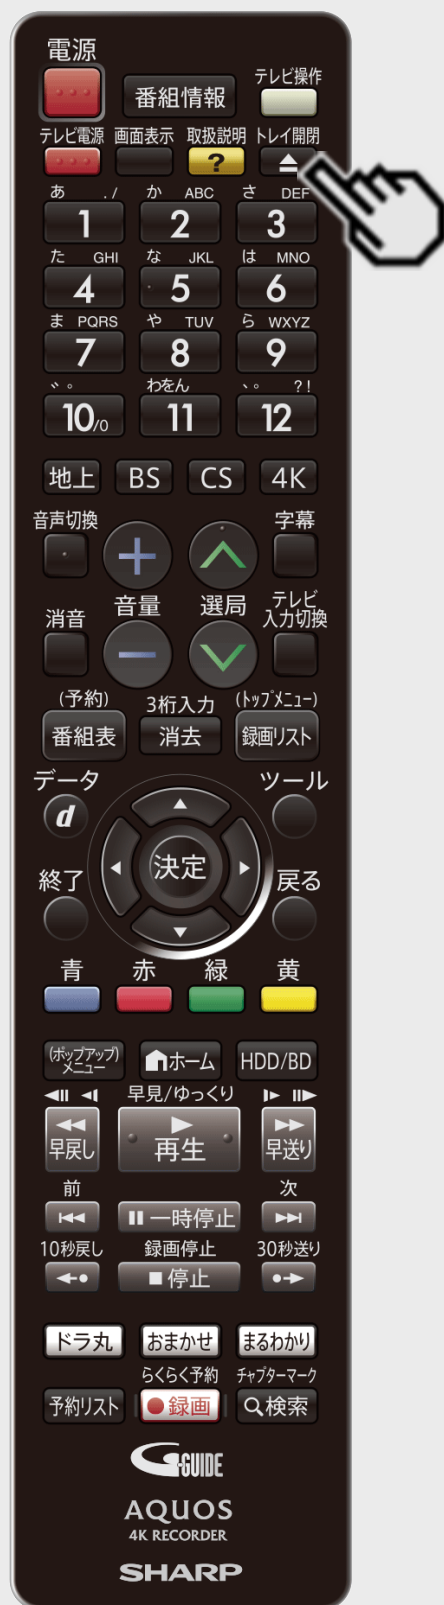 電源
番組情報
テレビ操作
テレビ電源 画面表示 取扱説明 トレイ開閉
?
あ ./ か ABC さ DEF
1 2 3
た GHI な JKL は MNO
4 5 6
ま PQRS や TUV ら WXYZ
7 8 9
゛゜ わをん 、。 ?!
10/0 11 12
地上 BS CS 4K
音声切換 字幕
消音 音量 選局 テレビ
入力切換
(予約) 3桁入力 (トップメニュー)
番組表 消去 録画リスト
データ ツール
d
決定
終了 戻る
青 赤 緑 黄
(ポップアップ)
メニュー ホーム HDD/BD
早見/ゆっくり
早戻し 再生 早送り
前 次
一時停止
10秒戻し 録画停止 30秒送り
停止
ドラ丸 おまかせ まるわかり
らくらく予約 チャプターマーク
予約リスト 録画 検索
G-GUIDE
AQUOS
4K RECORDER
SHARP